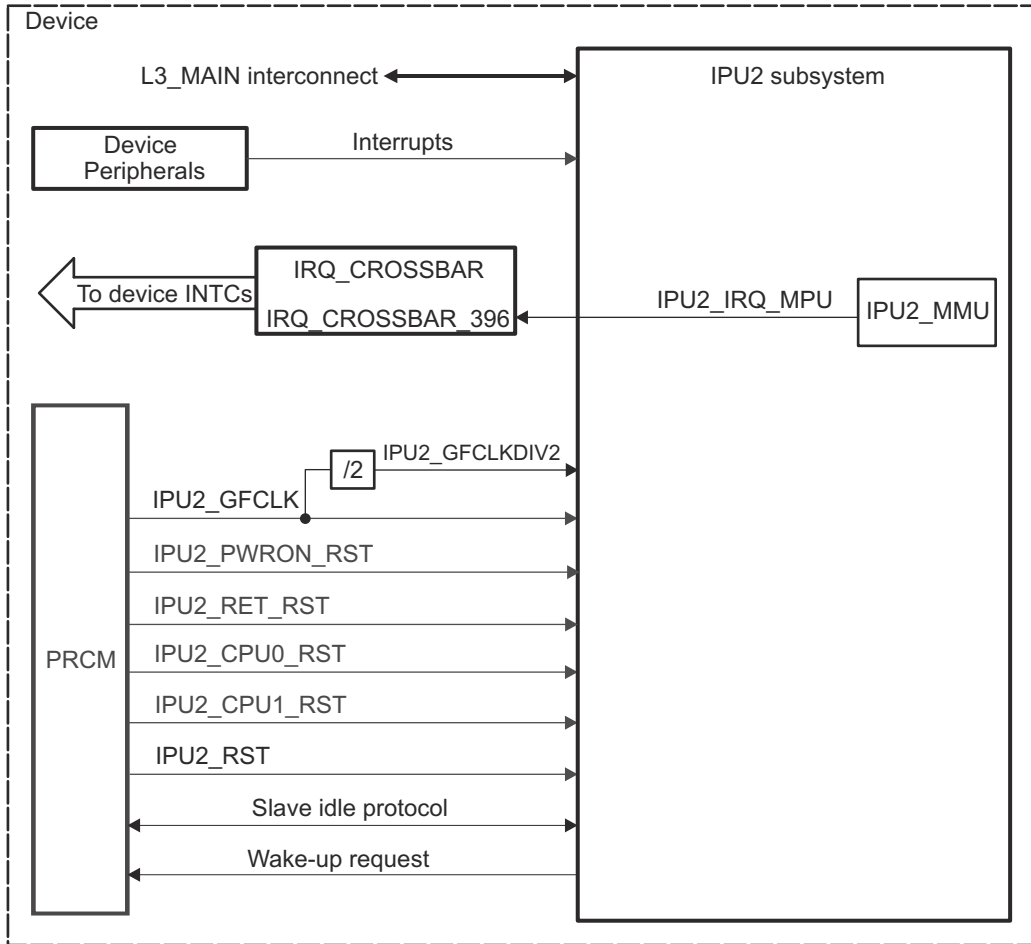 Device
L3_MAIN interconnect
IPU2 subsystem
Device
Peripherals
Interrupts
IRQ_CROSSBAR
To device INTCs
IRQ_CROSSBAR_396
IPU2_IRQ_MPU
IPU2_MMU
/2
IPU2_GFCLKDIV2
IPU2_GFCLK
IPU2_PWRON_RST
IPU2_RET_RST
PRCM
IPU2_CPU0_RST
IPU2_CPU1_RST
IPU2_RST
Slave idle protocol
Wake-up request